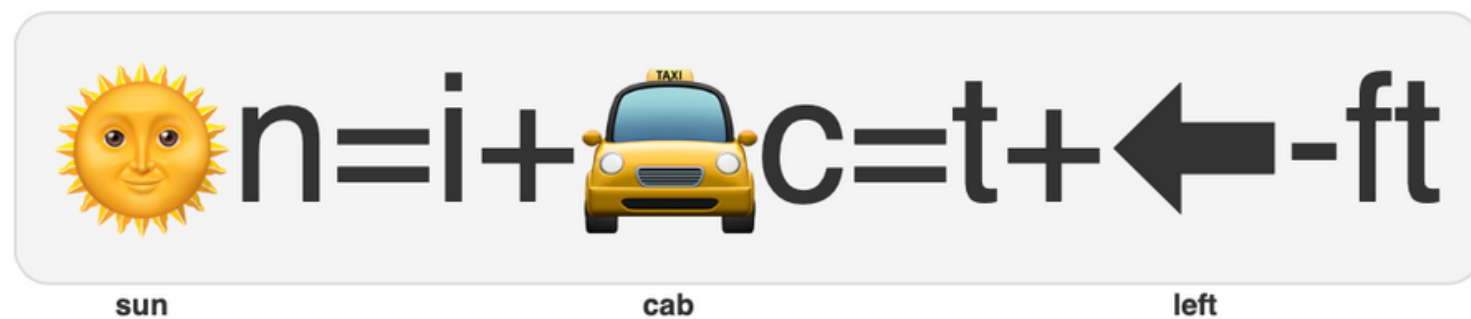 n=i+ TAXI c=t+ -ft
sun cab left